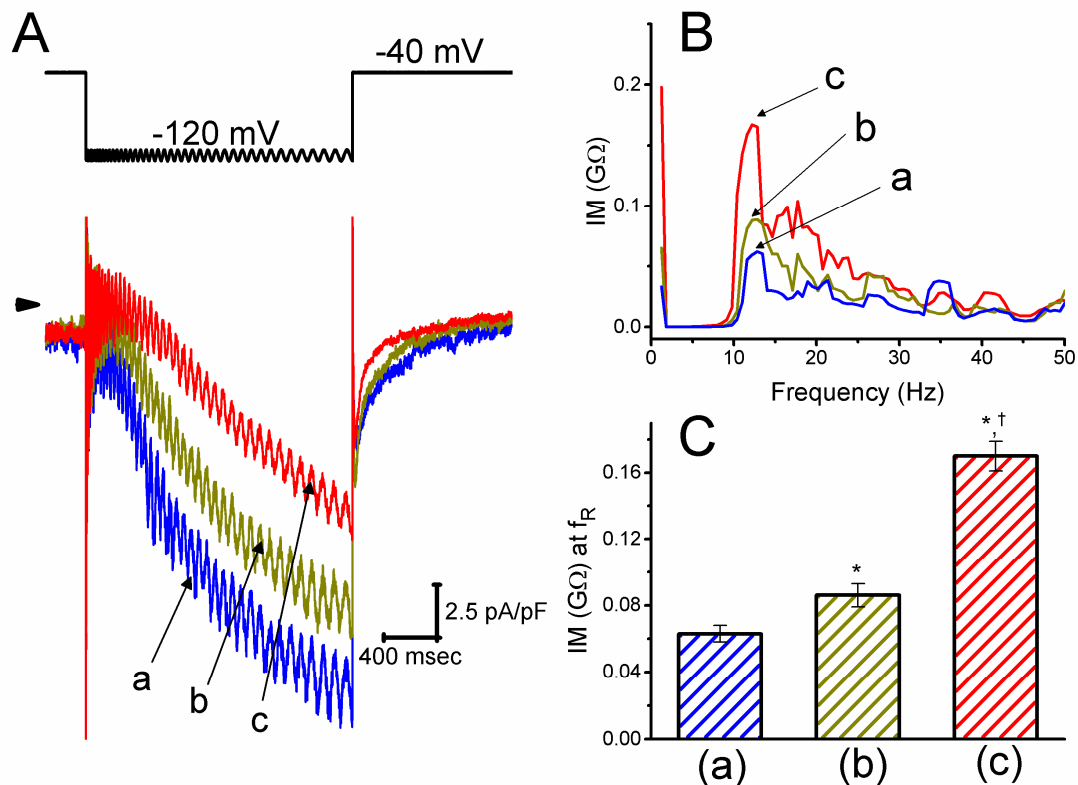 A
-40 mV
-120 mV
2.5 pA/pF
400 msec
a
b
c
B
c
b
a
0.2
0.1
0.0
IM (GΩ)
0
10
20
30
40
50
Frequency (Hz)
C
*,†
*
0.16
0.12
0.08
0.04
0.00
IM (GΩ) at fR
(a)
(b)
(c)